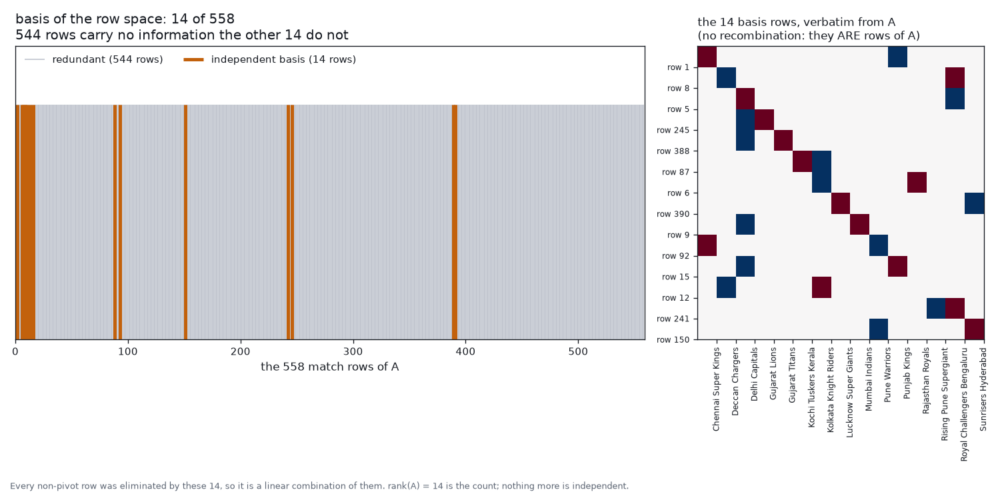 basis of the row space: 14 of 558
544 rows carry no information the other 14 do not
redundant (544 rows)
independent basis (14 rows)
0
100
200
300
400
500
the 558 match rows of A
the 14 basis rows, verbatim from A
(no recombination: they ARE rows of A)
row 1
row 8
row 5
row 245
row 388
row 87
row 6
row 390
row 9
row 92
row 15
row 12
row 241
row 150
Chennai Super Kings
Deccan Chargers
Delhi Capitals
Gujarat Lions
Gujarat Titans
Kochi Tuskers Kerala
Kolkata Knight Riders
Lucknow Super Giants
Mumbai Indians
Pune Warriors
Punjab Kings
Rajasthan Royals
Rising Pune Supergiant
Royal Challengers Bengaluru
Sunrisers Hyderabad
Every non-pivot row was eliminated by these 14, so it is a linear combination of them. rank(A) = 14 is the count; nothing more is independent.